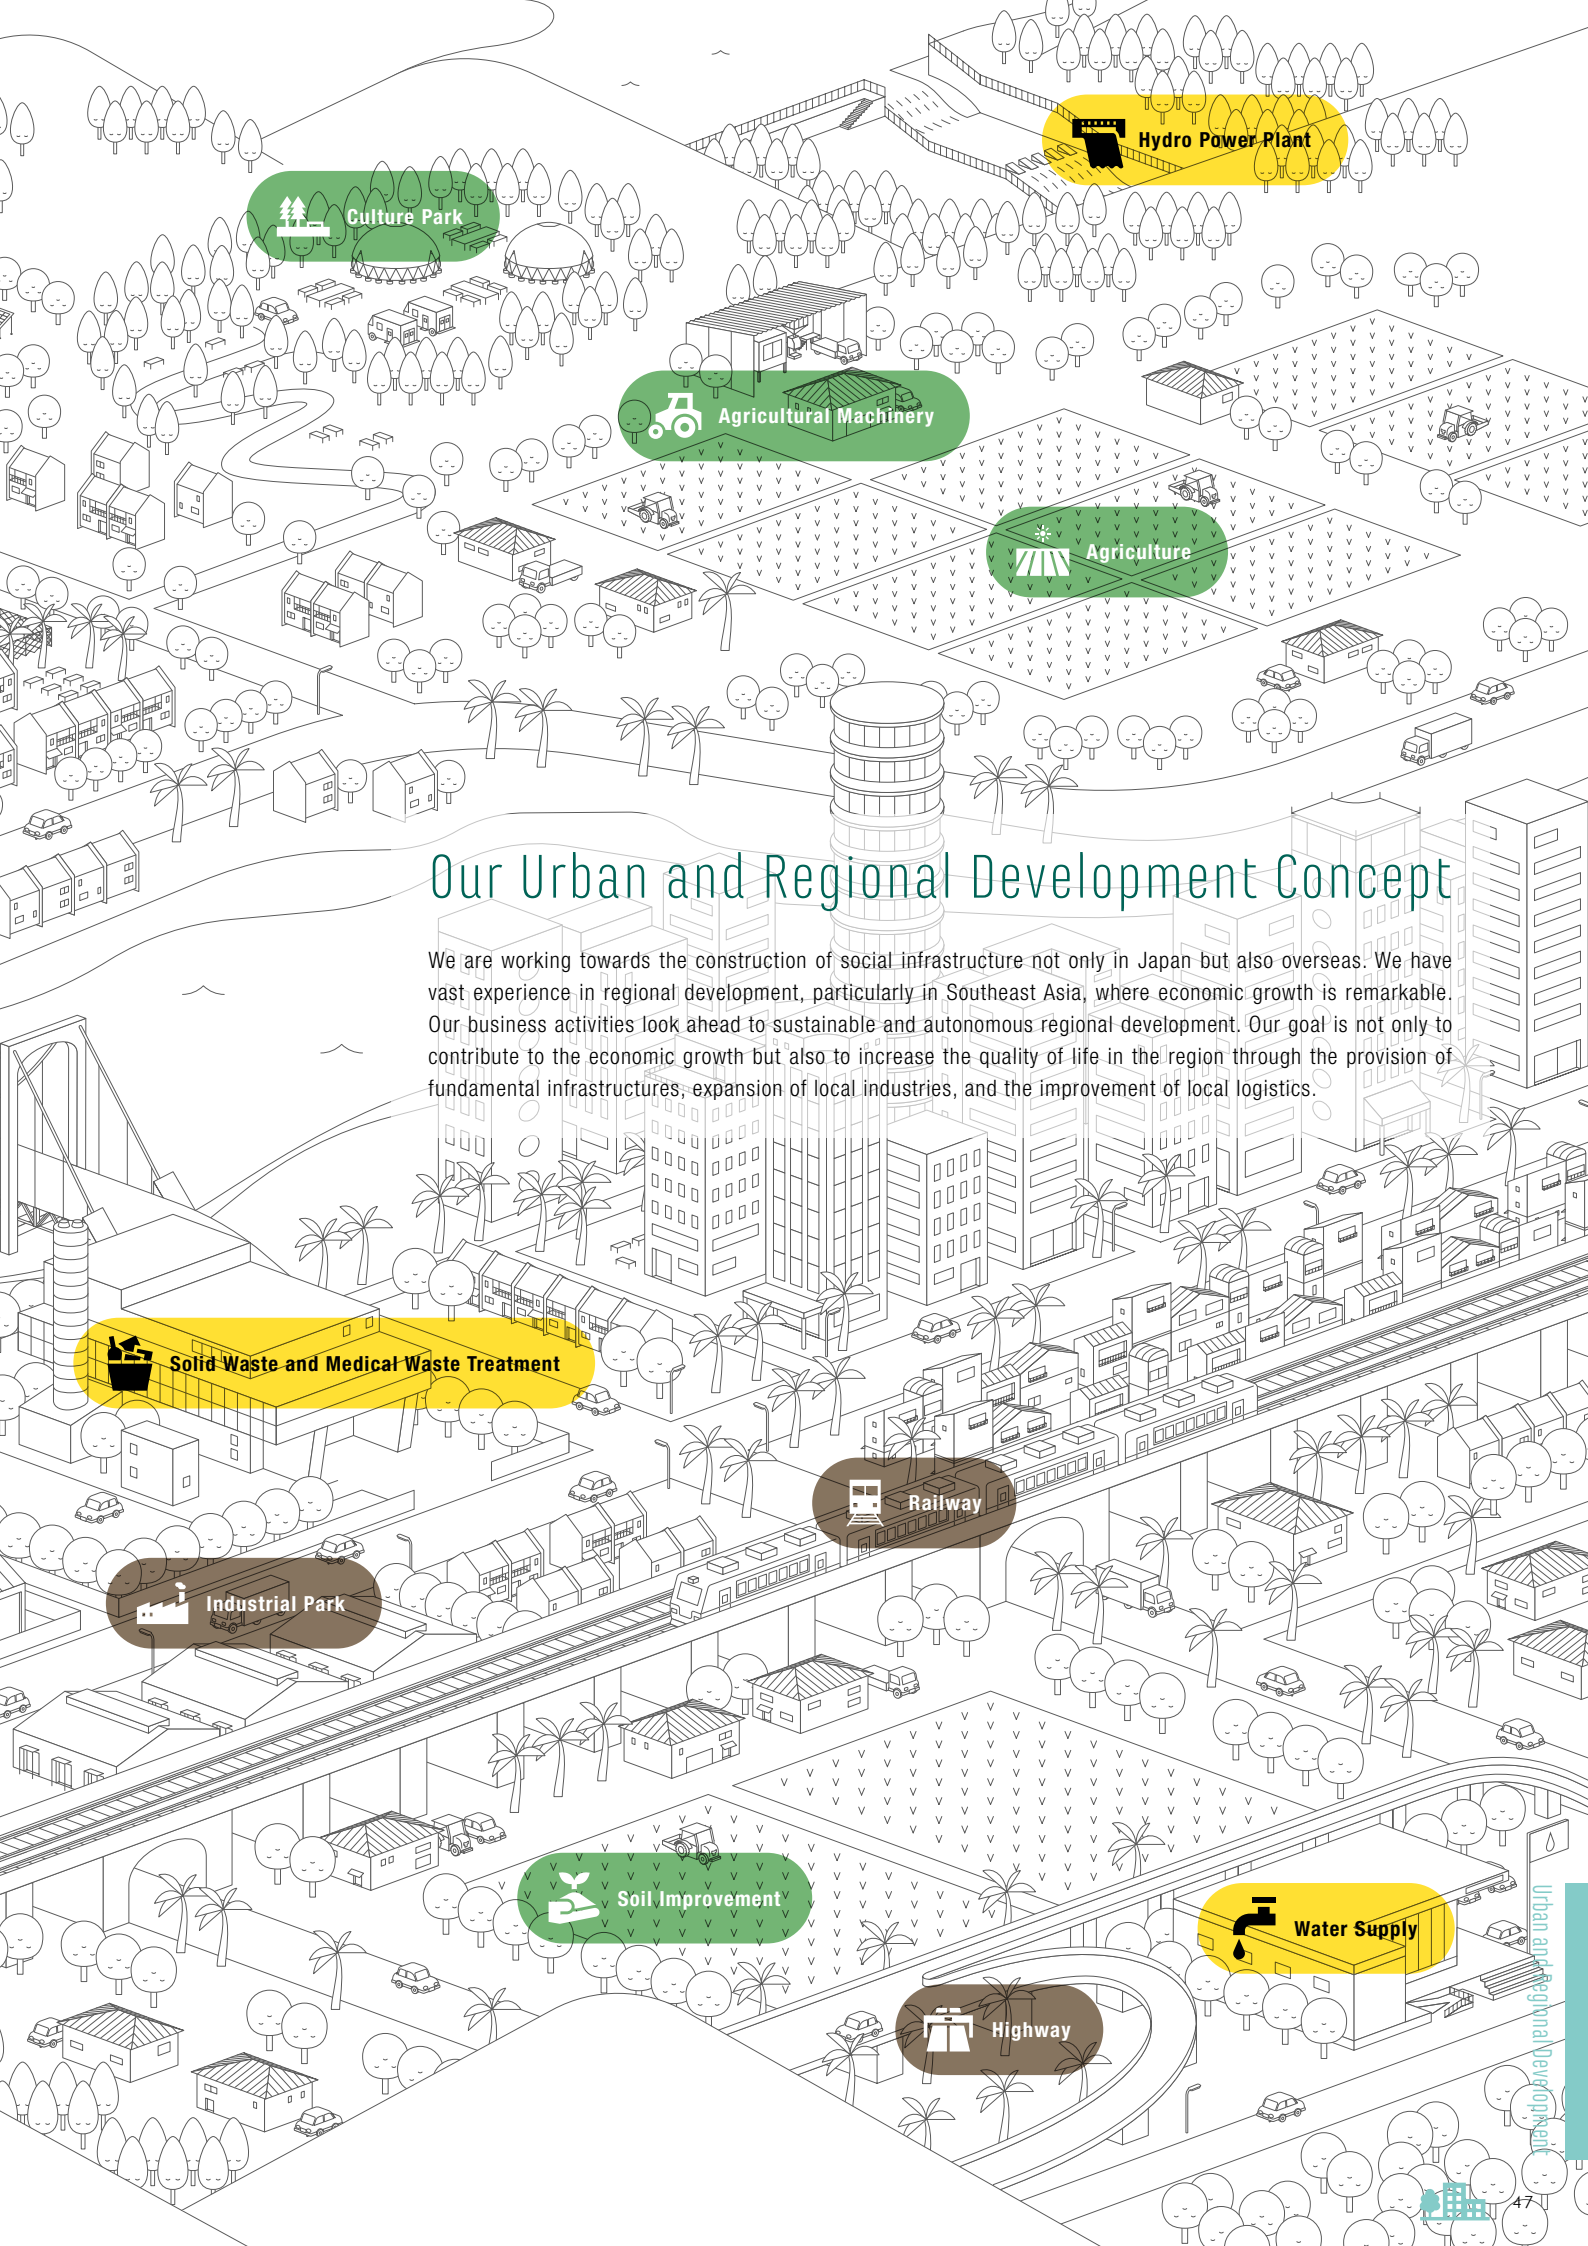 Hydro Power Plant
Culture Park
Agricultural Machinery
Agriculture
Our Urban and Regional Development Concept
We are working towards the construction of social infrastructure not only in Japan but also overseas. We have
vast experience in regional development, particularly in Southeast Asia, where economic growth is remarkable.
Our business activities look ahead to sustainable and autonomous regional development. Our goal is not only to
contribute to the economic growth but also to increase the quality of life in the region through the provision of
fundamental infrastructures, expansion of local industries, and the improvement of local logistics.
Solid Waste and Medical Waste Treatment
Railway
Industrial Park
Soil Improvement
Water Supply
Highway
Urban and Regional Development
47